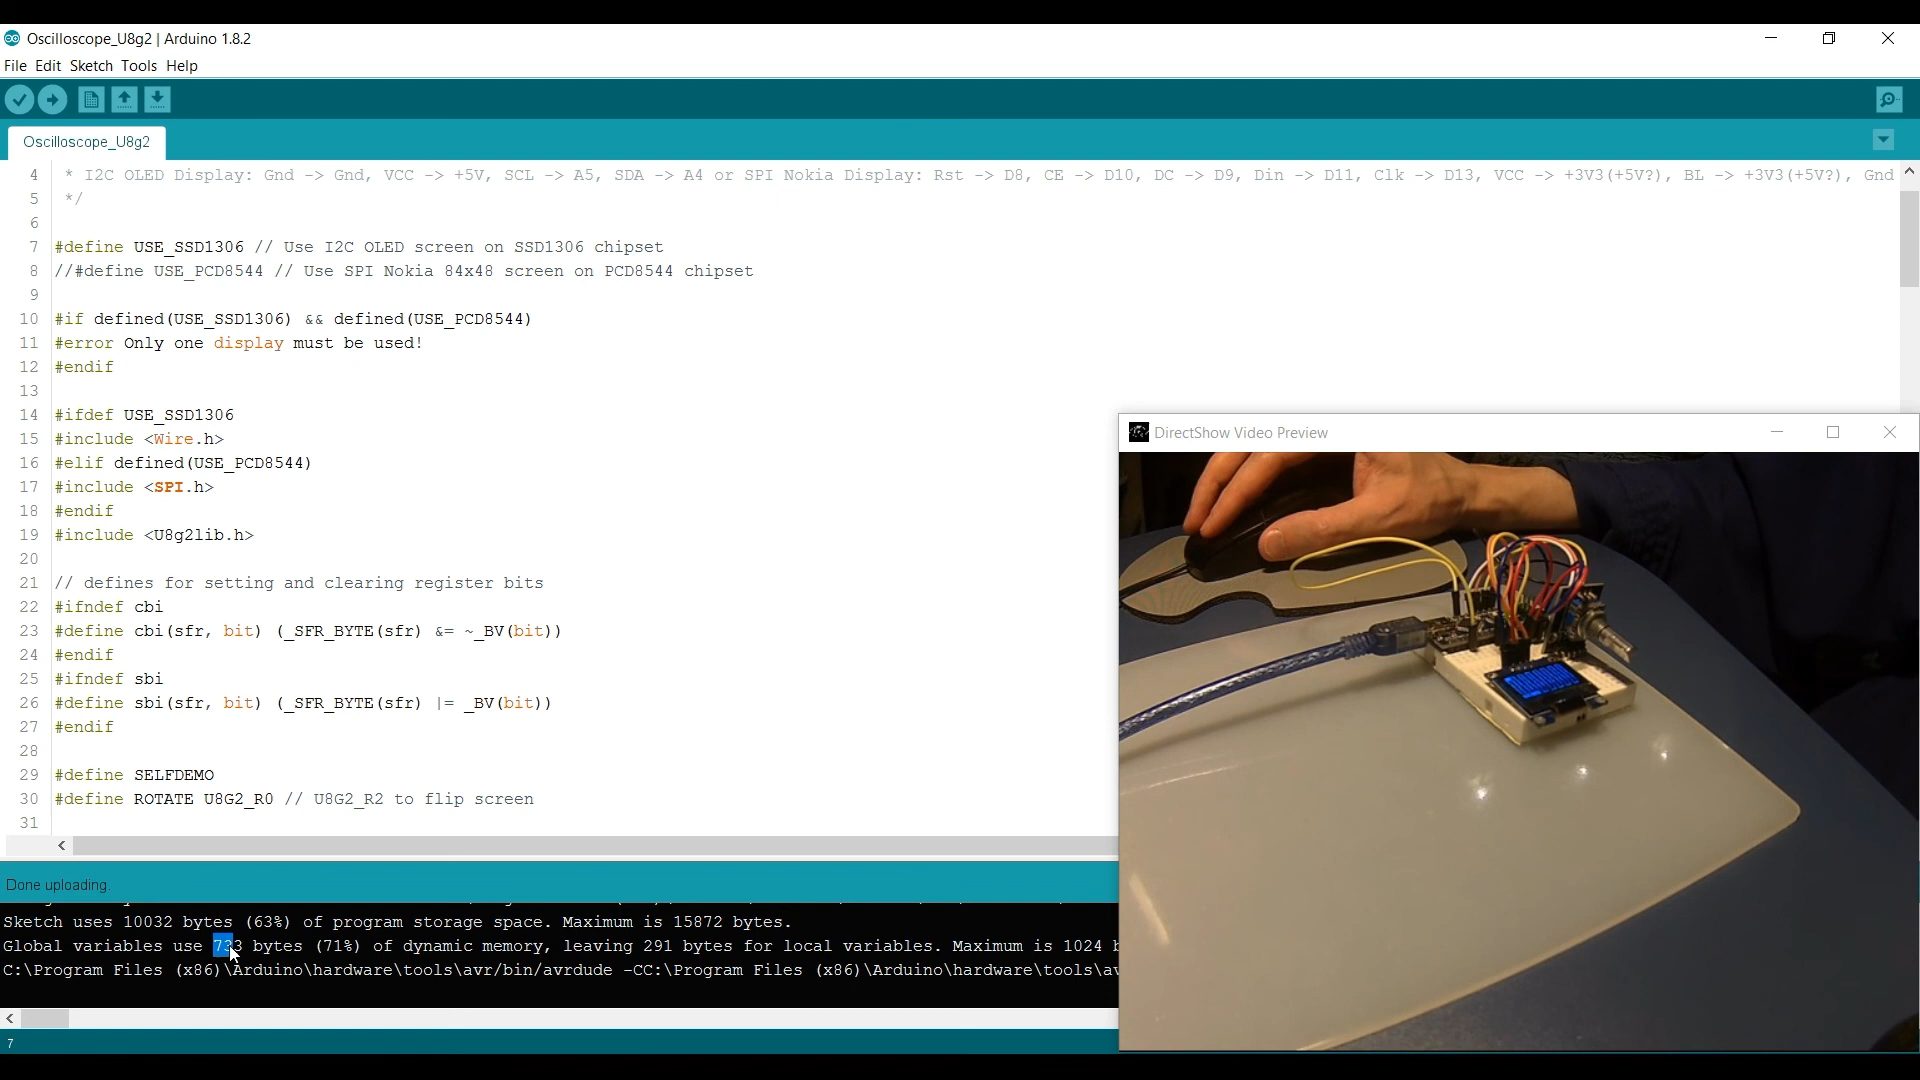 Oscilloscope_U8g2 | Arduino 1.8.2
File Edit Sketch Tools Help
Oscilloscope_U8g2
4 * I2C OLED Display: Gnd -> Gnd, VCC -> +5V, SCL -> A5, SDA -> A4 or SPI Nokia Display: Rst -> D8, CE -> D10, DC -> D9, Din -> D11, Clk -> D13, VCC -> +3V3(+5V?), BL -> +3V3(+5V?), Gnd
5 */
6
7 #define USE_SSD1306 // Use I2C OLED screen on SSD1306 chipset
8 //#define USE_PCD8544 // Use SPI Nokia 84x48 screen on PCD8544 chipset
9
10 #if defined(USE_SSD1306) && defined(USE_PCD8544)
11 #error Only one display must be used!
12 #endif
13
14 #ifdef USE_SSD1306
15 #include <Wire.h>
16 #elif defined(USE_PCD8544)
17 #include <SPI.h>
18 #endif
19 #include <U8g2lib.h>
20
21 // defines for setting and clearing register bits
22 #ifndef cbi
23 #define cbi(sfr, bit) (_SFR_BYTE(sfr) &= ~_BV(bit))
24 #endif
25 #ifndef sbi
26 #define sbi(sfr, bit) (_SFR_BYTE(sfr) |= _BV(bit))
27 #endif
28
29 #define SELFDEMO
30 #define ROTATE U8G2_R0 // U8G2_R2 to flip screen
31
DirectShow Video Preview
Done uploading.
Sketch uses 10032 bytes (63%) of program storage space. Maximum is 15872 bytes.
Global variables use 733 bytes (71%) of dynamic memory, leaving 291 bytes for local variables. Maximum is 1024 b
C:\Program Files (x86)\Arduino\hardware\tools\avr/bin/avrdude -CC:\Program Files (x86)\Arduino\hardware\tools\av
7